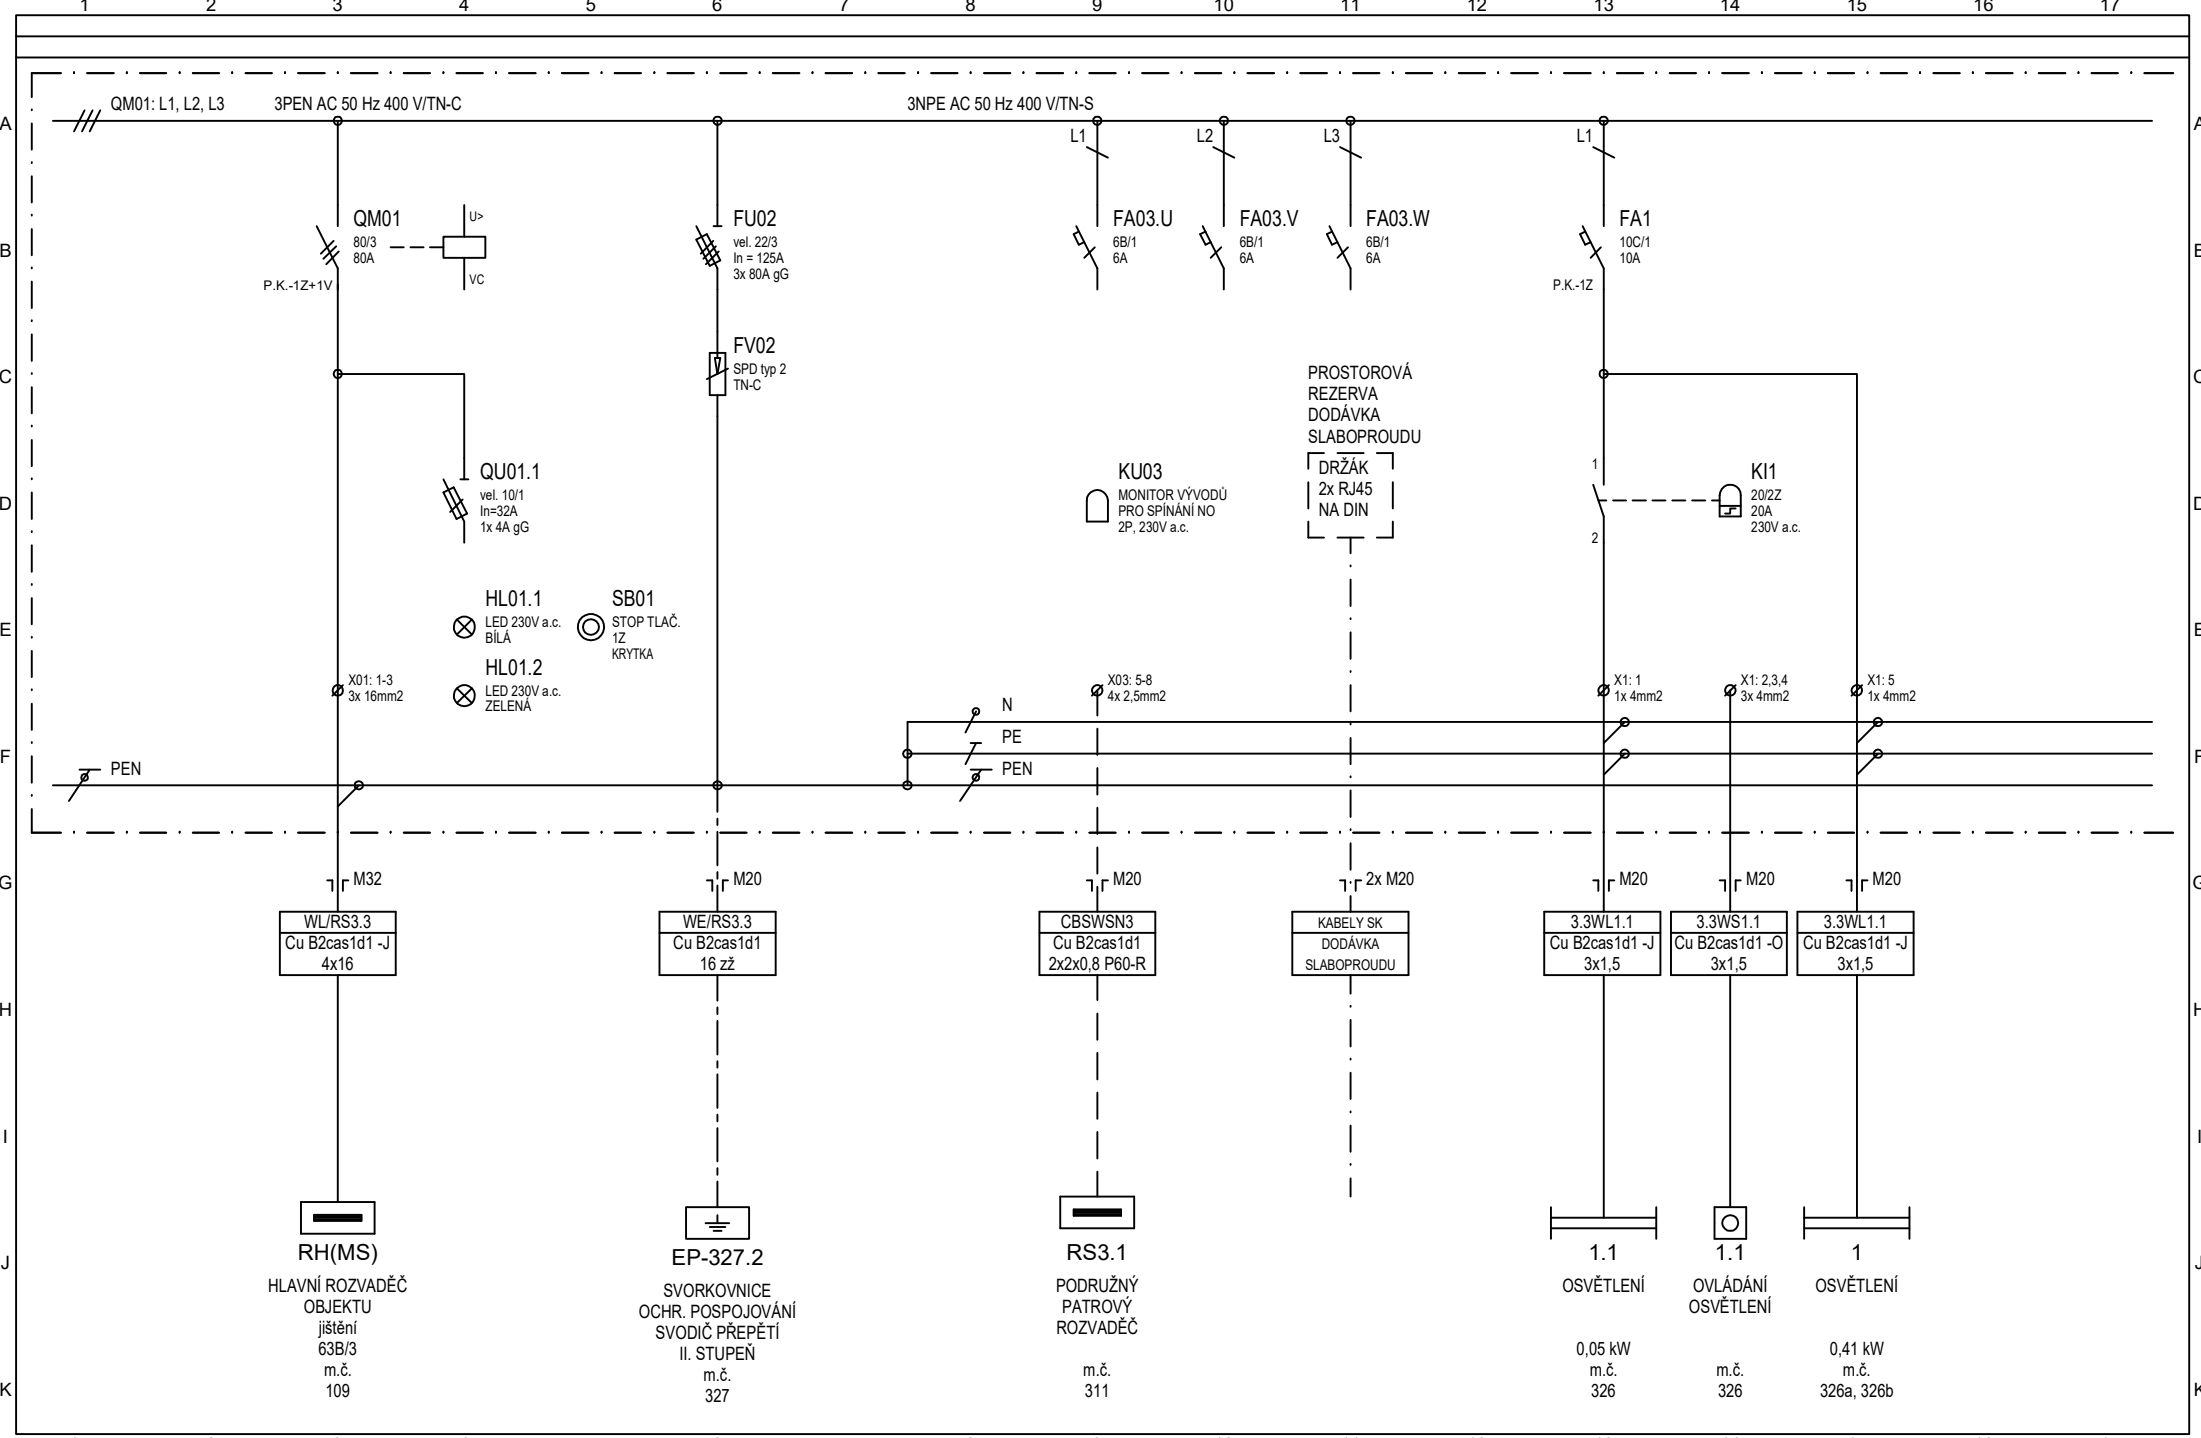 1 2 3 4 5 6 7 8 9 10 11 12 13 14 15 16 17
A A
QM01: L1, L2, L3
3PEN AC 50 Hz 400 V/TN-C
3NPE AC 50 Hz 400 V/TN-S
L1
L2
L3
L1
B B
QM01
80/3
80A
P.K.-1Z+1V
U>
VC
FU02
vel. 22/3
In = 125A
3x 80A gG
FA03.U
6B/1
6A
FA03.V
6B/1
6A
FA03.W
6B/1
6A
FA1
10C/1
10A
P.K.-1Z
C C
FV02
SPD typ 2
TN-C
PROSTOROVÁ
REZERVA
DODÁVKA
SLABOPROUDU
D D
QU01.1
vel. 10/1
In=32A
1x 4A gG
KU03
MONITOR VÝVODŮ
PRO SPÍNÁNÍ NO
2P, 230V a.c.
DRŽÁK
2x RJ45
NA DIN
1
2
KI1
20/2Z
20A
230V a.c.
E E
HL01.1
LED 230V a.c.
BÍLÁ
SB01
STOP TLAČ.
1Z
KRYTKA
HL01.2
LED 230V a.c.
ZELENÁ
X01: 1-3
3x 16mm2
X03: 5-8
4x 2,5mm2
X1: 1
1x 4mm2
X1: 2,3,4
3x 4mm2
X1: 5
1x 4mm2
F F
N
PE
PEN
PEN
G G
M32
M20
M20
2x M20
M20
M20
M20
WL/RS3.3
Cu B2cas1d1 -J
4x16
WE/RS3.3
Cu B2cas1d1
16 zž
CBSWSN3
Cu B2cas1d1
2x2x0,8 P60-R
KABELY SK
DODÁVKA
SLABOPROUDU
3.3WL1.1
Cu B2cas1d1 -J
3x1,5
3.3WS1.1
Cu B2cas1d1 -O
3x1,5
3.3WL1.1
Cu B2cas1d1 -J
3x1,5
H H
I I
J J
RH(MS)
HLAVNÍ ROZVADĚČ
OBJEKTU
jištění
63B/3
m.č.
109
EP-327.2
SVORKOVNICE
OCHR. POSPOJOVÁNÍ
SVODIČ PŘEPĚTÍ
II. STUPEŇ
m.č.
327
RS3.1
PODRUŽNÝ
PATROVÝ
ROZVADĚČ
m.č.
311
1.1
OSVĚTLENÍ
0,05 kW
m.č.
326
1.1
OVLÁDÁNÍ
OSVĚTLENÍ
m.č.
326
1
OSVĚTLENÍ
0,41 kW
m.č.
326a, 326b
K K